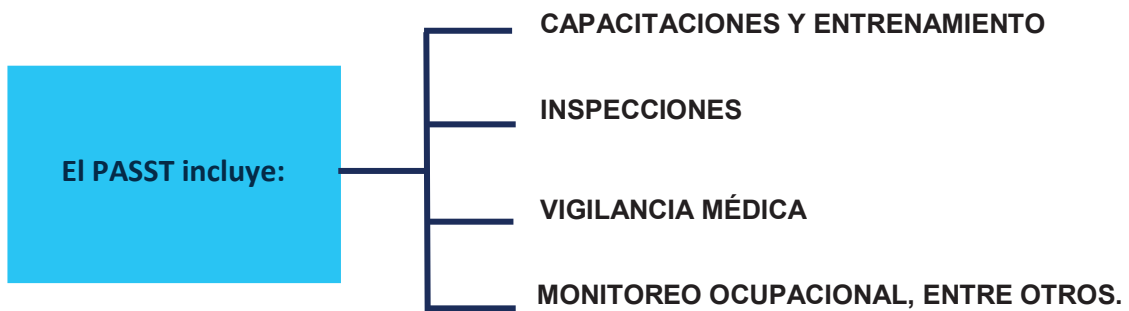 El PASST incluye:
CAPACITACIONES Y ENTRENAMIENTO
INSPECCIONES
VIGILANCIA MÉDICA
MONITOREO OCUPACIONAL, ENTRE OTROS.